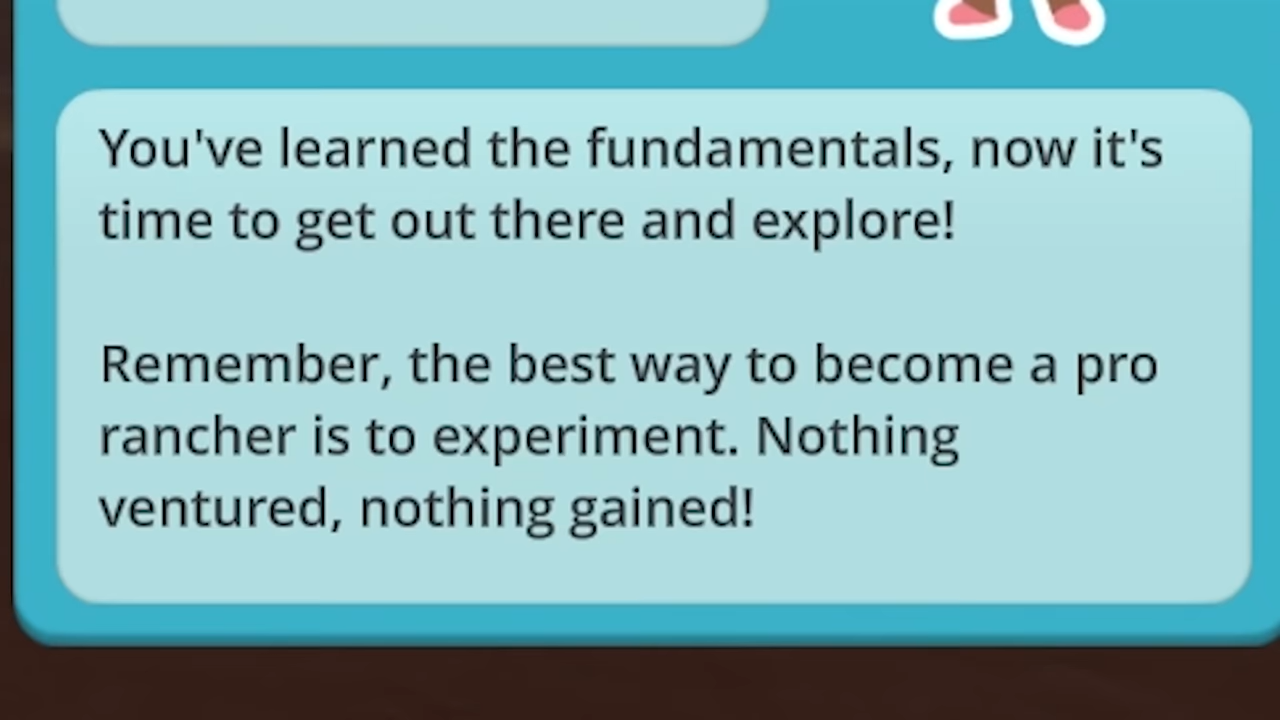 You've learned the fundamentals, now it's
time to get out there and explore!
Remember, the best way to become a pro
rancher is to experiment. Nothing
ventured, nothing gained!